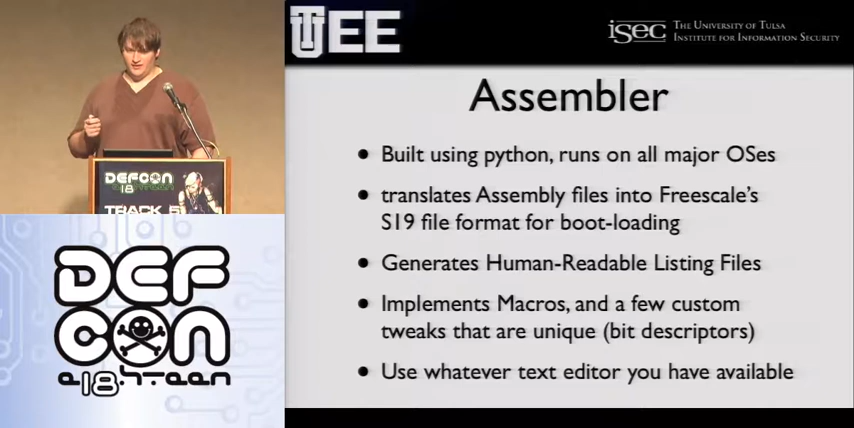 DEFCON
18
TRACK 5
DEF
CON
e18hteen
TU EE
isec THE UNIVERSITY OF TULSA
INSTITUTE FOR INFORMATION SECURITY
Assembler
• Built using python, runs on all major OSes
• translates Assembly files into Freescale's
S19 file format for boot-loading
• Generates Human-Readable Listing Files
• Implements Macros, and a few custom
tweaks that are unique (bit descriptors)
• Use whatever text editor you have available